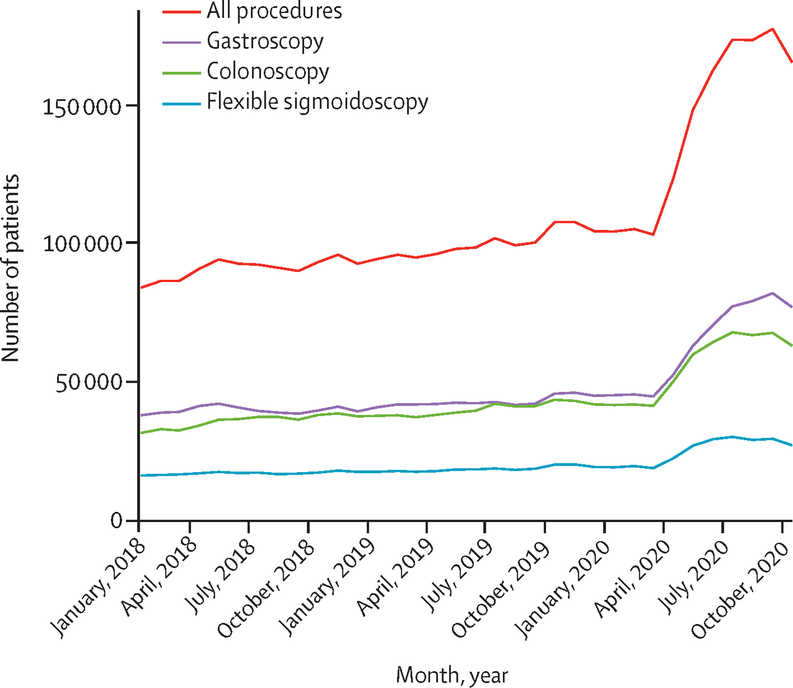 All procedures
Gastroscopy
Colonoscopy
Flexible sigmoidoscopy
150 000
100 000
50 000
0
Number of patients
January, 2018
April, 2018
July, 2018
October, 2018
January, 2019
April, 2019
July, 2019
October, 2019
January, 2020
April, 2020
July, 2020
October, 2020
Month, year